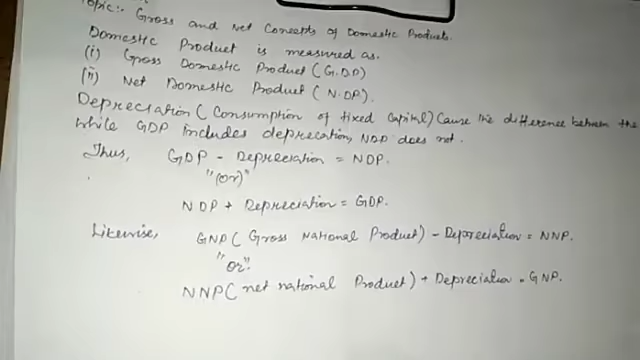 Topic:- Gross and Net Concepts of Domestic Products.
Domestic Product is measured as.
(i) Gross Domestic Product (G.DP)
(ii) Net Domestic Product (N.DP).
Depreciation (Consumption of fixed Capital) Cause the difference between the
While GDP includes deprecation, NDP does not.
Thus, GDP - Depreciation = NDP.
"(or)"
NDP + Depreciation = GDP.
Likewise, GNP (Gross National Product) - Depreciation = NNP.
"or"
NNP (net national Product) + Depreciation = GNP.